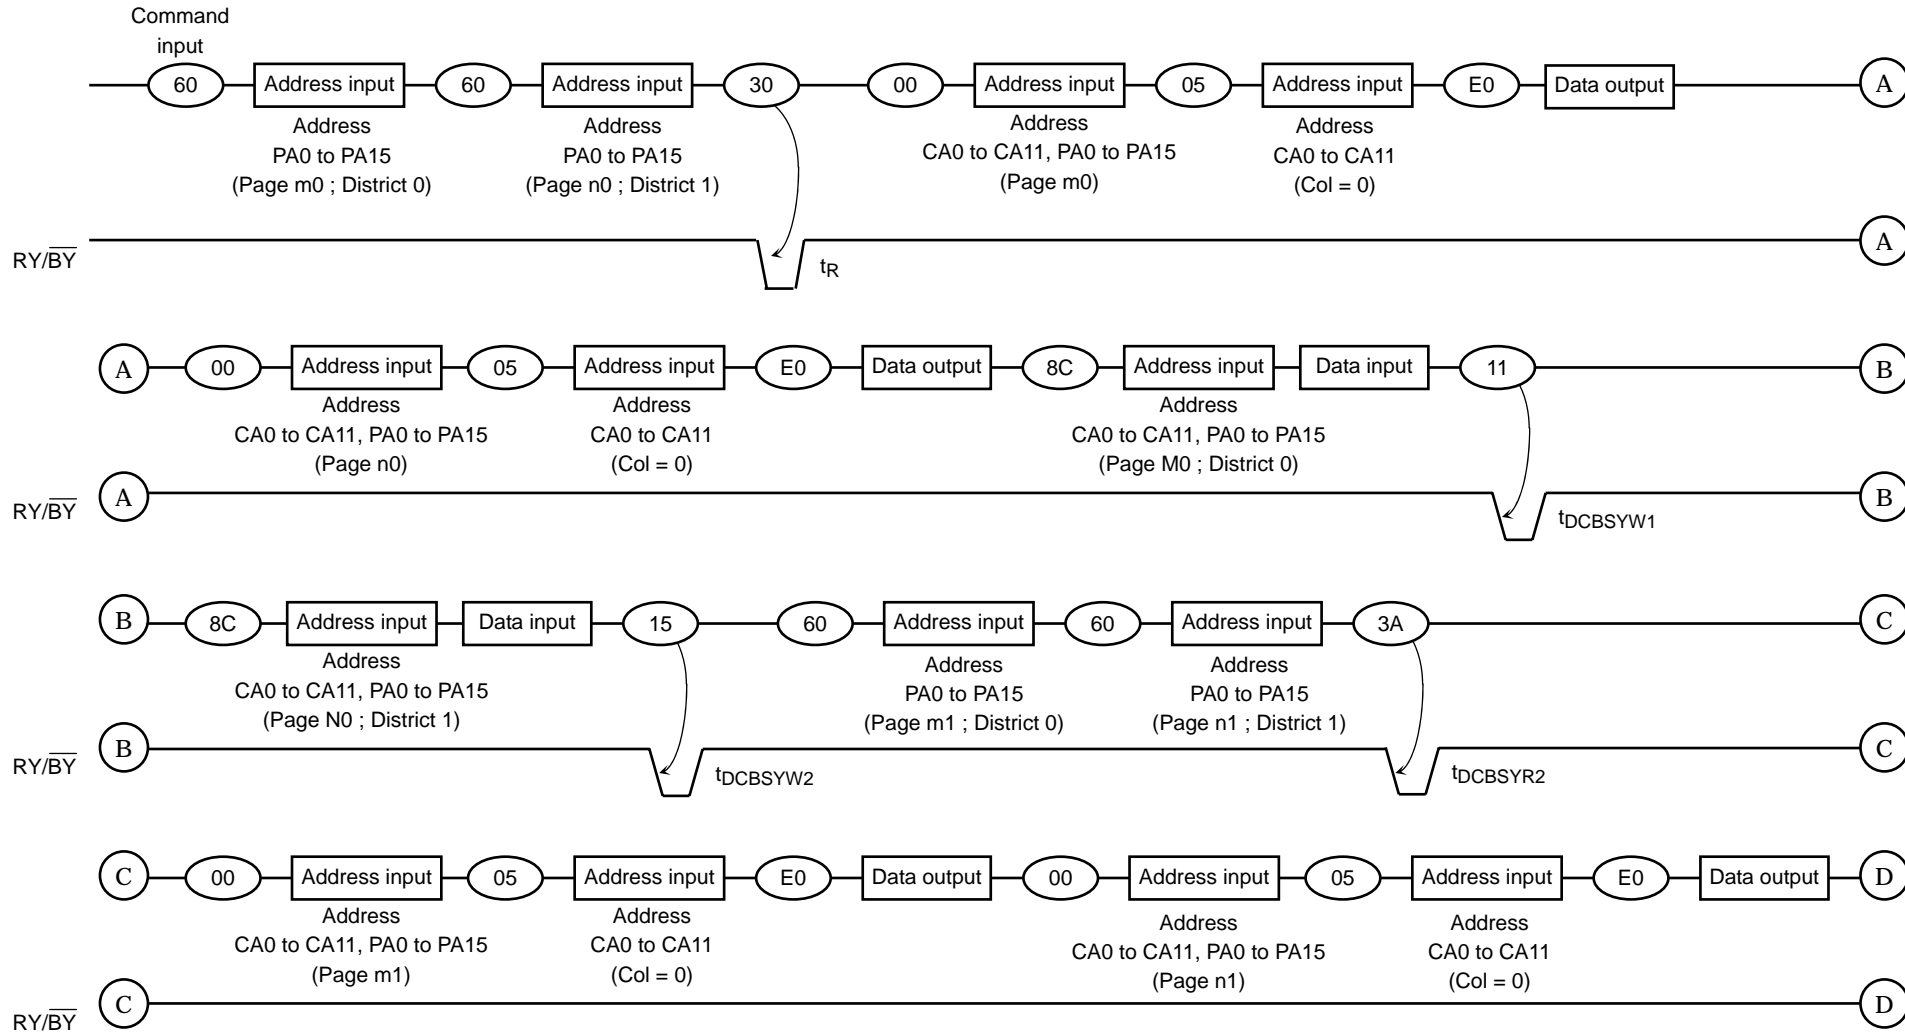 Command
input
60 Address input 60 Address input 30 00 Address input 05 Address input E0 Data output A
Address
PA0 to PA15
(Page m0 ; District 0)
Address
PA0 to PA15
(Page n0 ; District 1)
Address
CA0 to CA11, PA0 to PA15
(Page m0)
Address
CA0 to CA11
(Col = 0)
RY/BY tR A
A 00 Address input 05 Address input E0 Data output 8C Address input Data input 11 B
Address
CA0 to CA11, PA0 to PA15
(Page n0)
Address
CA0 to CA11
(Col = 0)
Address
CA0 to CA11, PA0 to PA15
(Page M0 ; District 0)
RY/BY A tDCBSYW1 B
B 8C Address input Data input 15 60 Address input 60 Address input 3A C
Address
CA0 to CA11, PA0 to PA15
(Page N0 ; District 1)
Address
PA0 to PA15
(Page m1 ; District 0)
Address
PA0 to PA15
(Page n1 ; District 1)
RY/BY B tDCBSYW2 tDCBSYR2 C
C 00 Address input 05 Address input E0 Data output 00 Address input 05 Address input E0 Data output D
Address
CA0 to CA11, PA0 to PA15
(Page m1)
Address
CA0 to CA11
(Col = 0)
Address
CA0 to CA11, PA0 to PA15
(Page n1)
Address
CA0 to CA11
(Col = 0)
RY/BY C D